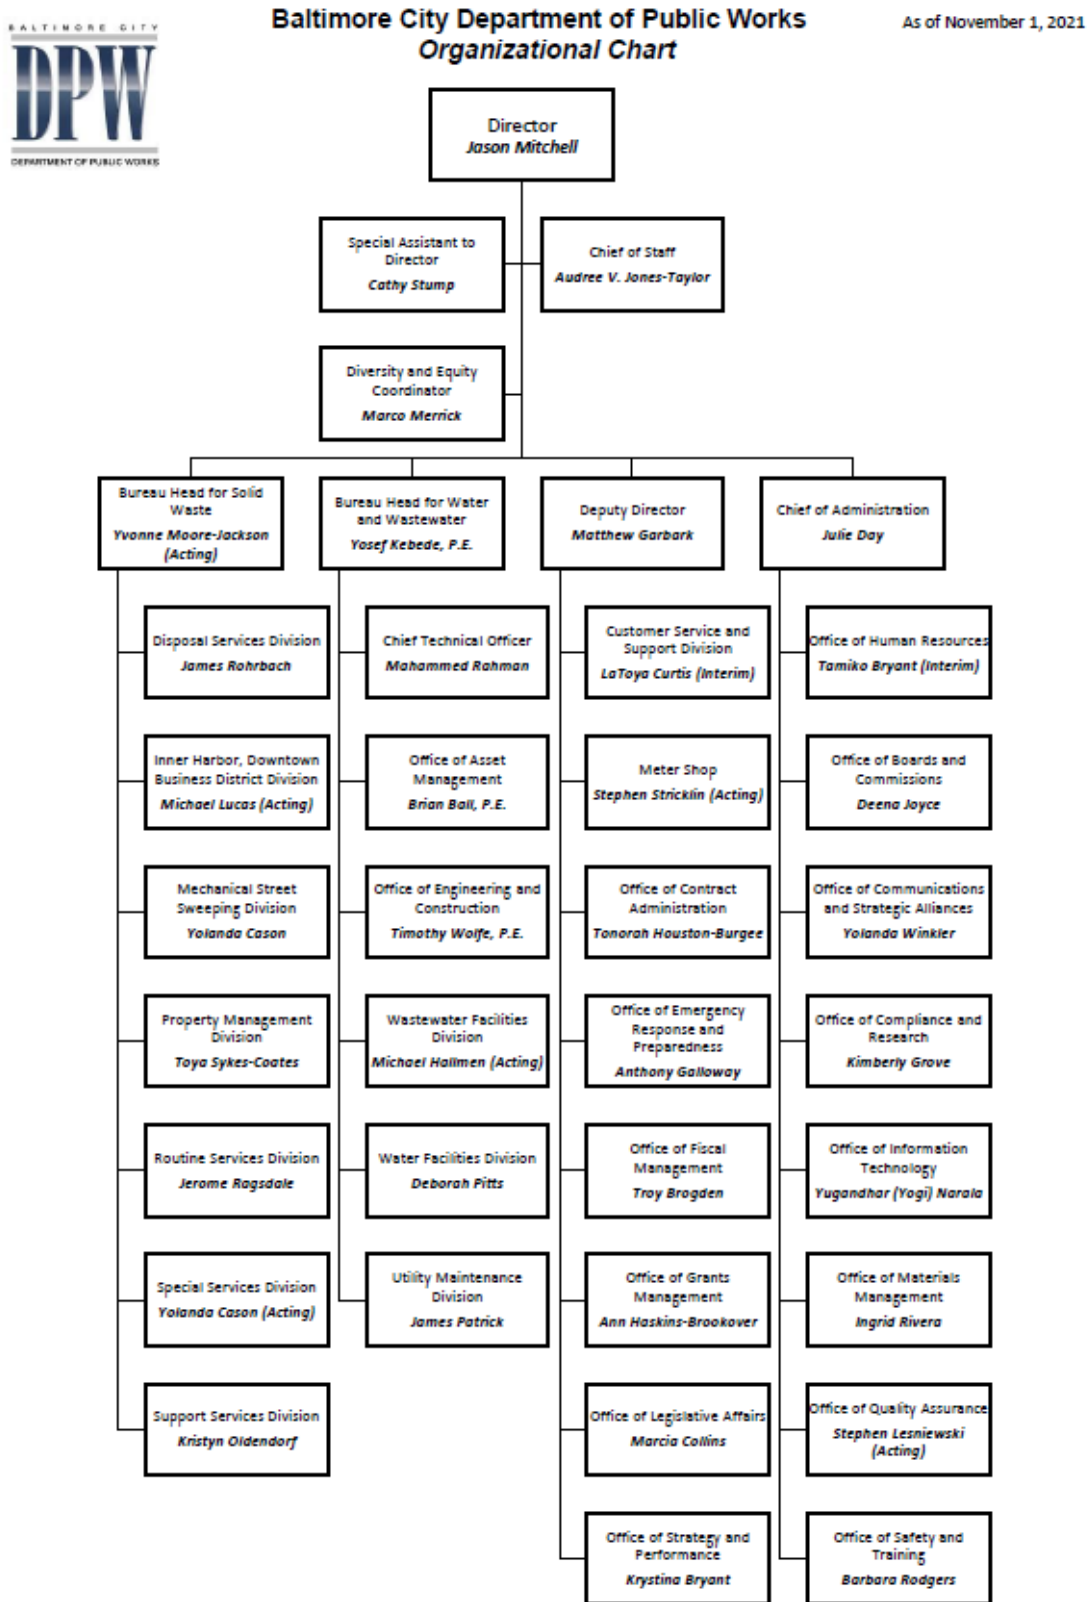 BALTIMORE CITY
DPW
DEPARTMENT OF PUBLIC WORKS
Baltimore City Department of Public Works
Organizational Chart
As of November 1, 2021
Director
Jason Mitchell
Special Assistant to
Director
Cathy Stump
Chief of Staff
Audree V. Jones-Taylor
Diversity and Equity
Coordinator
Marco Merrick
Bureau Head for Solid
Waste
Yvonne Moore-Jackson
(Acting)
Bureau Head for Water
and Wastewater
Yosef Kebede, P.E.
Deputy Director
Matthew Garbark
Chief of Administration
Julie Day
Disposal Services Division
James Rohrbach
Chief Technical Officer
Mahammed Rahman
Customer Service and
Support Division
LaToya Curtis (Interim)
Office of Human Resources
Tamiko Bryant (Interim)
Inner Harbor, Downtown
Business District Division
Michael Lucas (Acting)
Office of Asset
Management
Brian Ball, P.E.
Meter Shop
Stephen Stricklin (Acting)
Office of Boards and
Commissions
Deena Joyce
Mechanical Street
Sweeping Division
Yolanda Cason
Office of Engineering and
Construction
Timothy Wolfe, P.E.
Office of Contract
Administration
Tonorah Houston-Burgee
Office of Communications
and Strategic Alliances
Yolanda Winkler
Property Management
Division
Toya Sykes-Coates
Wastewater Facilities
Division
Michael Hallmen (Acting)
Office of Emergency
Response and
Preparedness
Anthony Galloway
Office of Compliance and
Research
Kimberly Grove
Routine Services Division
Jerome Ragsdale
Water Facilities Division
Deborah Pitts
Office of Fiscal
Management
Troy Brogden
Office of Information
Technology
Yugandhar (Yogi) Narala
Special Services Division
Yolanda Cason (Acting)
Utility Maintenance
Division
James Patrick
Office of Grants
Management
Ann Haskins-Brookover
Office of Materials
Management
Ingrid Rivera
Support Services Division
Kristyn Oldendorf
Office of Legislative Affairs
Marcia Collins
Office of Quality Assurance
Stephen Lesniewski
(Acting)
Office of Strategy and
Performance
Krystina Bryant
Office of Safety and
Training
Barbara Rodgers